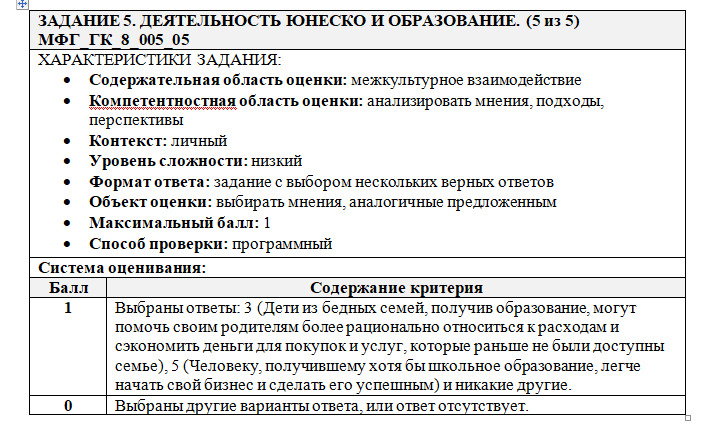 ЗАДАНИЕ 5. ДЕЯТЕЛЬНОСТЬ ЮНЕСКО И ОБРАЗОВАНИЕ. (5 из 5)
МФГ_ГК_8_005_05
ХАРАКТЕРИСТИКИ ЗАДАНИЯ:
• Содержательная область оценки: межкультурное взаимодействие
• Компетентностная область оценки: анализировать мнения, подходы,
перспективы
• Контекст: личный
• Уровень сложности: низкий
• Формат ответа: задание с выбором нескольких верных ответов
• Объект оценки: выбирать мнения, аналогичные предложенным
• Максимальный балл: 1
• Способ проверки: программный
Система оценивания:
Балл Содержание критерия
1 Выбраны ответы: 3 (Дети из бедных семей, получив образование, могут
помочь своим родителям более рационально относиться к расходам и
сэкономить деньги для покупок и услуг, которые раньше не были доступны
семье), 5 (Человеку, получившему хотя бы школьное образование, легче
начать свой бизнес и сделать его успешным) и никакие другие.
0 Выбраны другие варианты ответа, или ответ отсутствует.